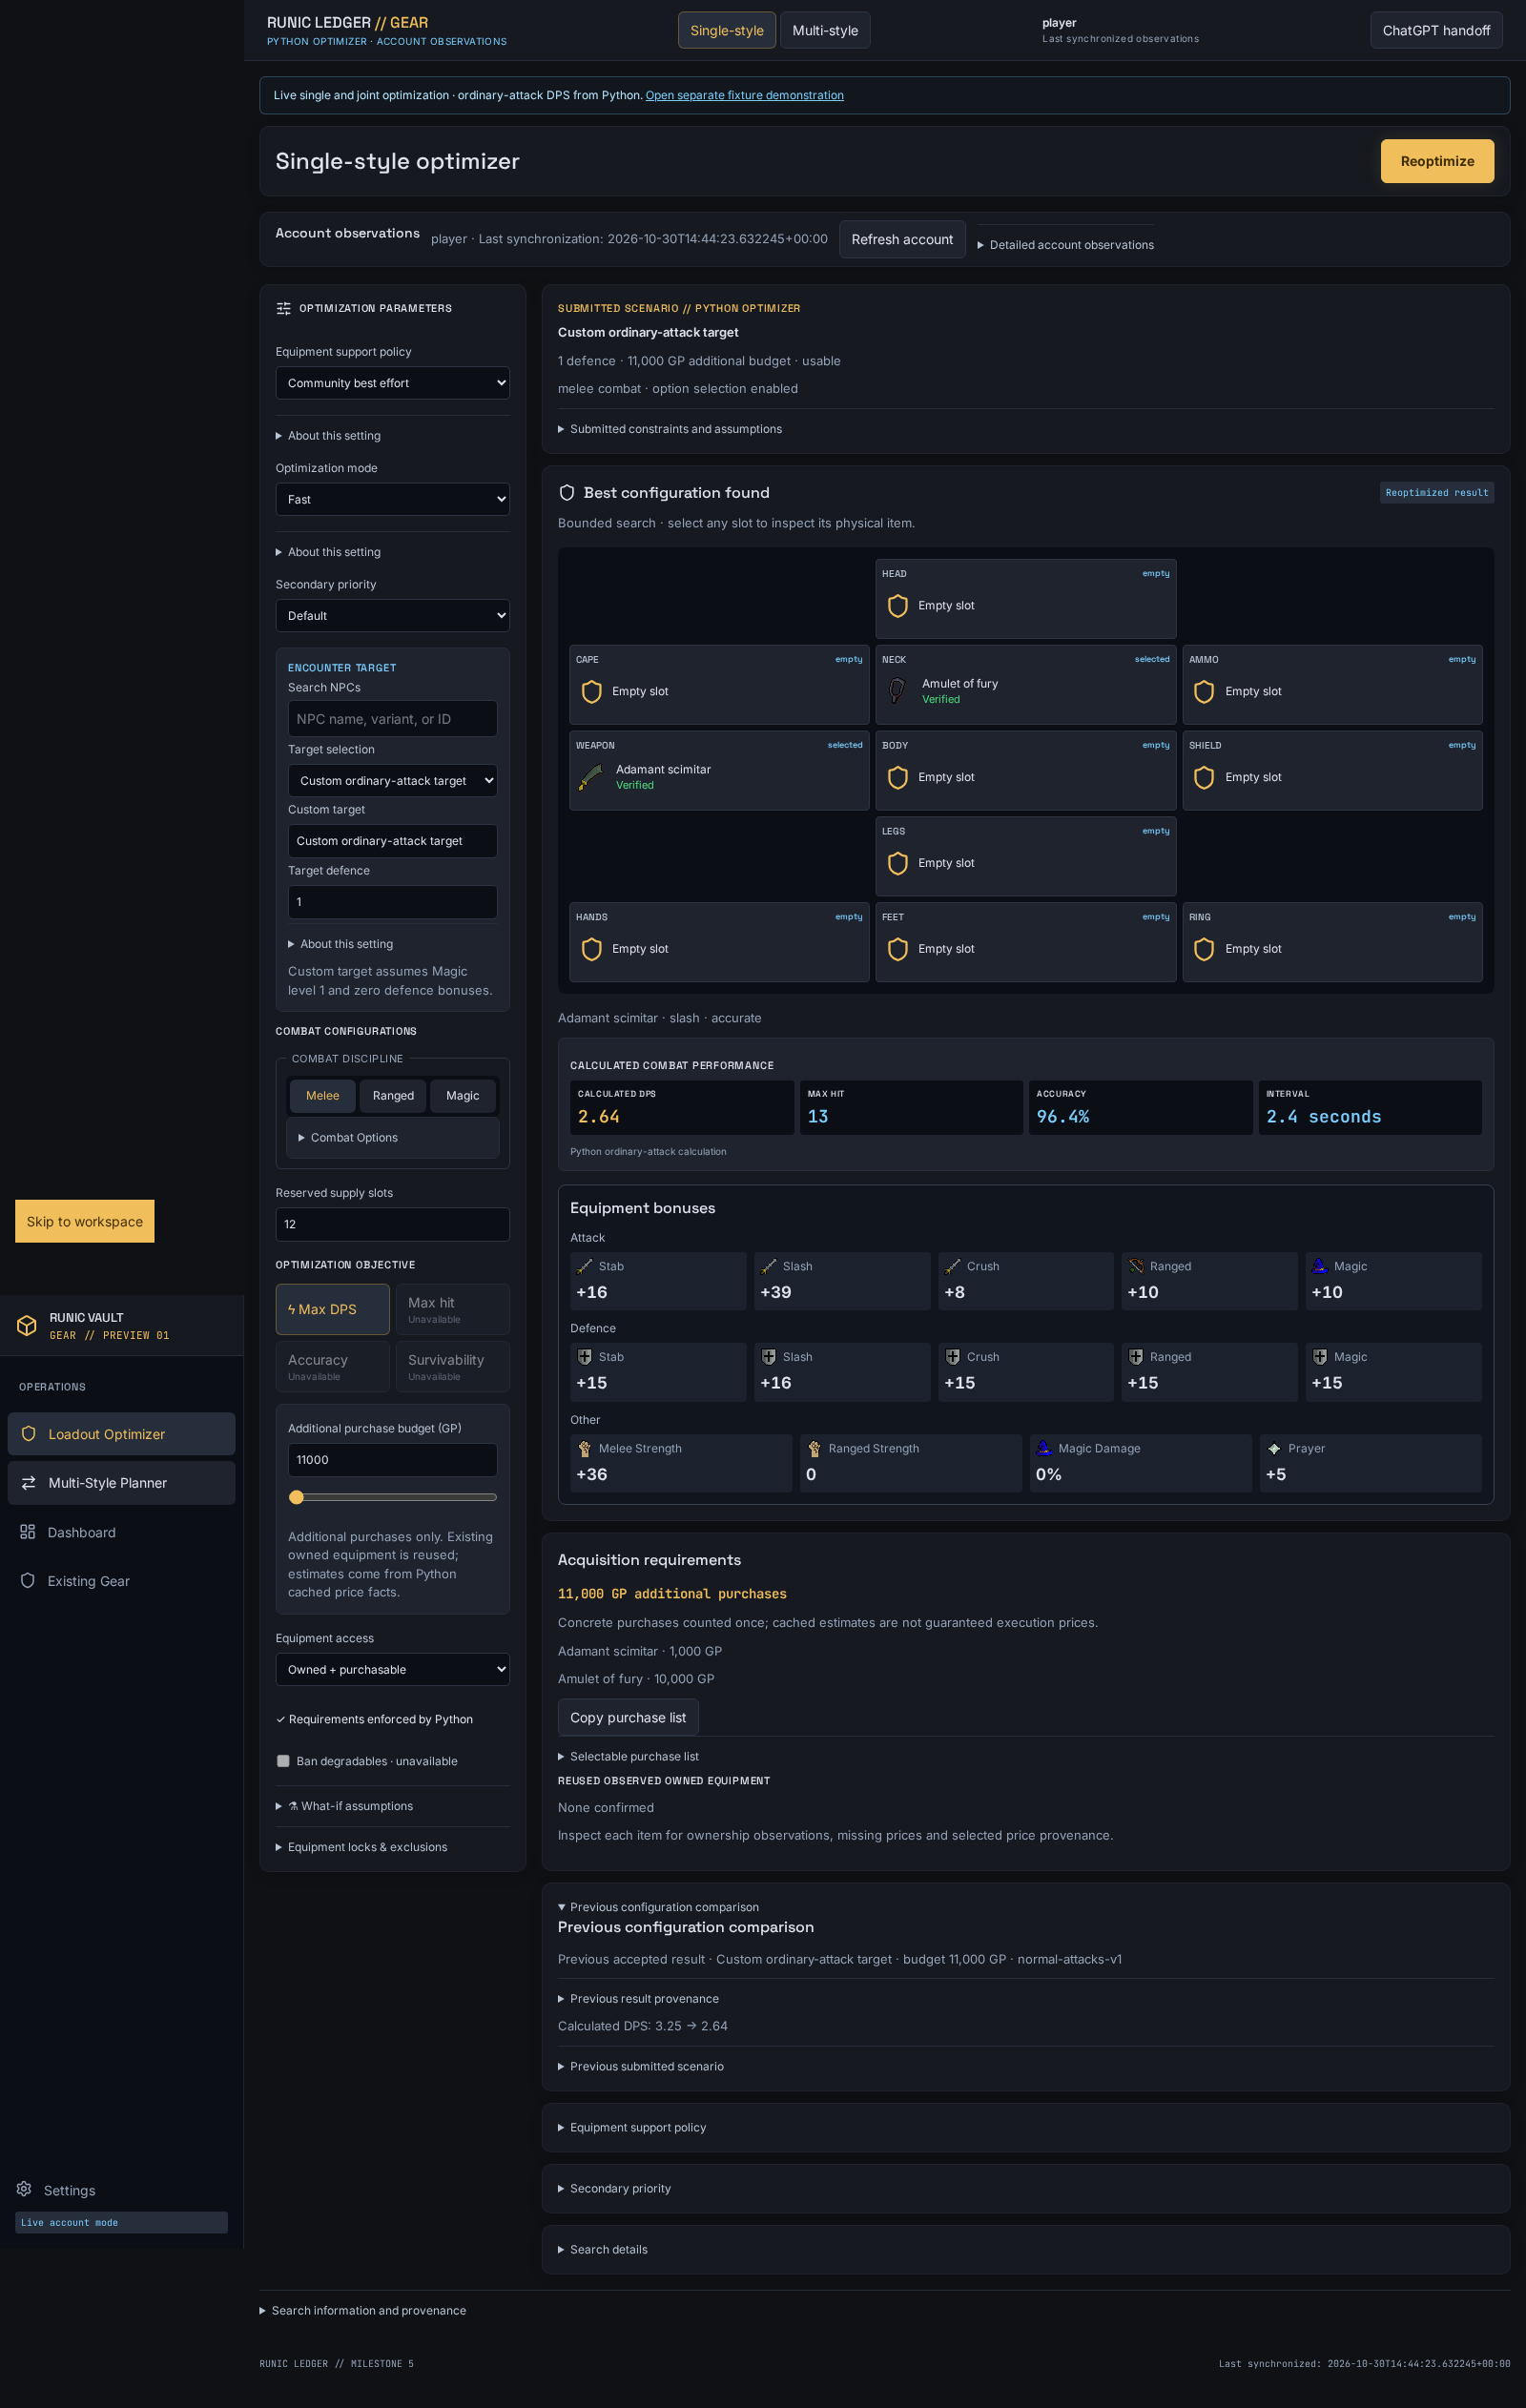 RUNIC LEDGER // GEAR
PYTHON OPTIMIZER · ACCOUNT OBSERVATIONS
Single-style
Multi-style
player
Last synchronized observations
ChatGPT handoff
Live single and joint optimization · ordinary-attack DPS from Python. Open separate fixture demonstration
Single-style optimizer
Reoptimize
Account observations
player · Last synchronization: 2026-10-30T14:44:23.632245+00:00
Refresh account
Detailed account observations
OPTIMIZATION PARAMETERS
Equipment support policy
Community best effort
About this setting
Optimization mode
Fast
About this setting
Secondary priority
Default
ENCOUNTER TARGET
Search NPCs
NPC name, variant, or ID
Target selection
Custom ordinary-attack target
Custom target
Custom ordinary-attack target
Target defence
1
About this setting
Custom target assumes Magic
level 1 and zero defence bonuses.
COMBAT CONFIGURATIONS
COMBAT DISCIPLINE
Melee
Ranged
Magic
Combat Options
Reserved supply slots
12
OPTIMIZATION OBJECTIVE
ϟ Max DPS
Max hit
Unavailable
Accuracy
Unavailable
Survivability
Unavailable
Additional purchase budget (GP)
11000
Additional purchases only. Existing
owned equipment is reused;
estimates come from Python
cached price facts.
Equipment access
Owned + purchasable
✓ Requirements enforced by Python
Ban degradables · unavailable
⚗ What-if assumptions
Equipment locks & exclusions
SUBMITTED SCENARIO // PYTHON OPTIMIZER
Custom ordinary-attack target
1 defence · 11,000 GP additional budget · usable
melee combat · option selection enabled
Submitted constraints and assumptions
Best configuration found
Reoptimized result
Bounded search · select any slot to inspect its physical item.
HEAD
empty
Empty slot
CAPE
empty
Empty slot
NECK
selected
Amulet of fury
Verified
AMMO
empty
Empty slot
WEAPON
selected
Adamant scimitar
Verified
BODY
empty
Empty slot
SHIELD
empty
Empty slot
LEGS
empty
Empty slot
HANDS
empty
Empty slot
FEET
empty
Empty slot
RING
empty
Empty slot
Adamant scimitar · slash · accurate
CALCULATED COMBAT PERFORMANCE
CALCULATED DPS
2.64
MAX HIT
13
ACCURACY
96.4%
INTERVAL
2.4 seconds
Python ordinary-attack calculation
Equipment bonuses
Attack
Stab
+16
Slash
+39
Crush
+8
Ranged
+10
Magic
+10
Defence
Stab
+15
Slash
+16
Crush
+15
Ranged
+15
Magic
+15
Other
Melee Strength
+36
Ranged Strength
0
Magic Damage
0%
Prayer
+5
Acquisition requirements
11,000 GP additional purchases
Concrete purchases counted once; cached estimates are not guaranteed execution prices.
Adamant scimitar · 1,000 GP
Amulet of fury · 10,000 GP
Copy purchase list
Selectable purchase list
REUSED OBSERVED OWNED EQUIPMENT
None confirmed
Inspect each item for ownership observations, missing prices and selected price provenance.
Previous configuration comparison
Previous configuration comparison
Previous accepted result · Custom ordinary-attack target · budget 11,000 GP · normal-attacks-v1
Previous result provenance
Calculated DPS: 3.25 → 2.64
Previous submitted scenario
Equipment support policy
Secondary priority
Search details
Search information and provenance
RUNIC LEDGER // MILESTONE 5
Last synchronized: 2026-10-30T14:44:23.632245+00:00
Skip to workspace
RUNIC VAULT
GEAR // PREVIEW 01
OPERATIONS
Loadout Optimizer
Multi-Style Planner
Dashboard
Existing Gear
Settings
Live account mode